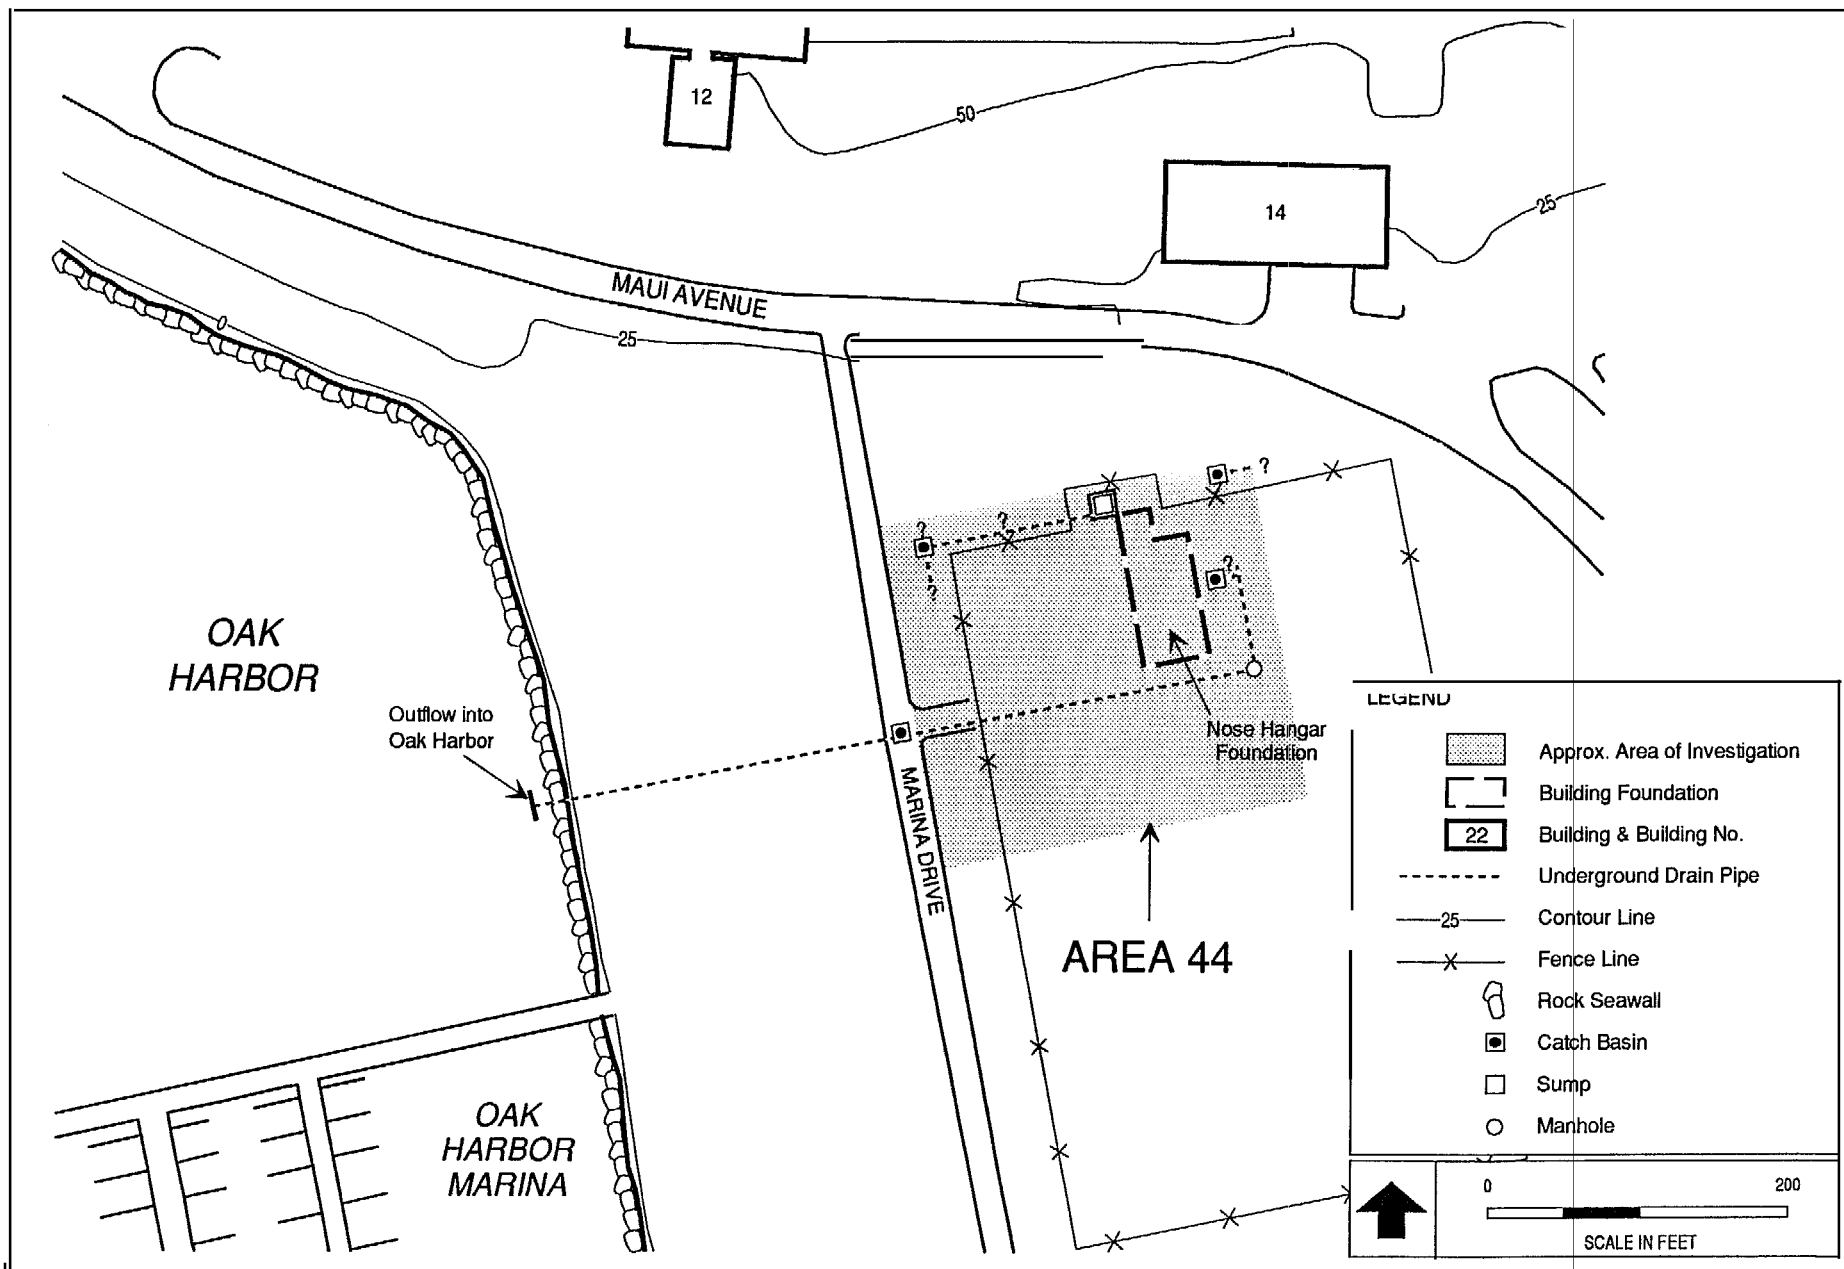 12
50
14
25
MAUI AVENUE
0
25
?
?
?
?
?
OAK
HARBOR
Outflow into
Oak Harbor
Nose Hangar
Foundation
MARINA DRIVE
AREA 44
OAK
HARBOR
MARINA
LEGEND
Approx. Area of Investigation
Building Foundation
22 Building & Building No.
Underground Drain Pipe
25 Contour Line
Fence Line
Rock Seawall
Catch Basin
Sump
Manhole
0 200
SCALE IN FEET